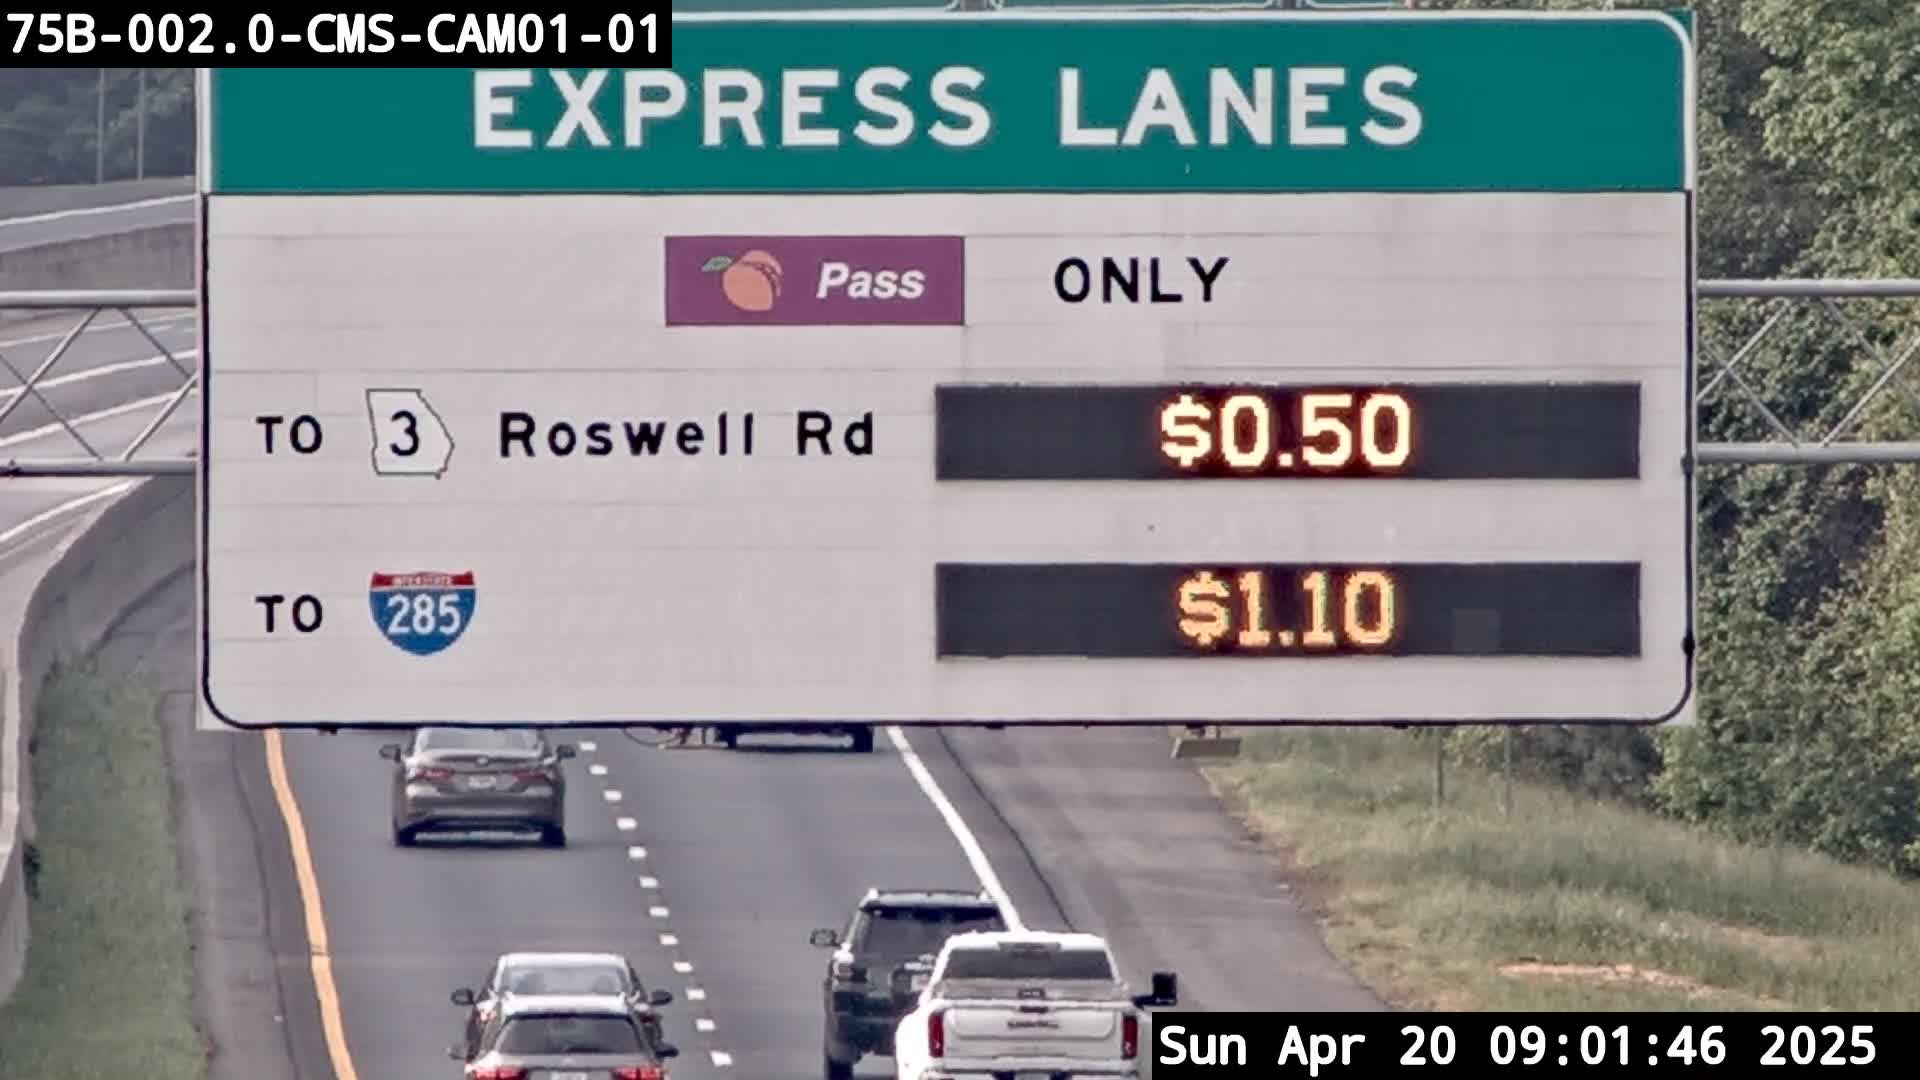 75B-002.0-CMS-CAM01-01
EXPRESS LANES
Pass ONLY
TO 3 Roswell Rd $0.50
TO INTERSTATE 285 $1.10
Sun Apr 20 09:01:46 2025